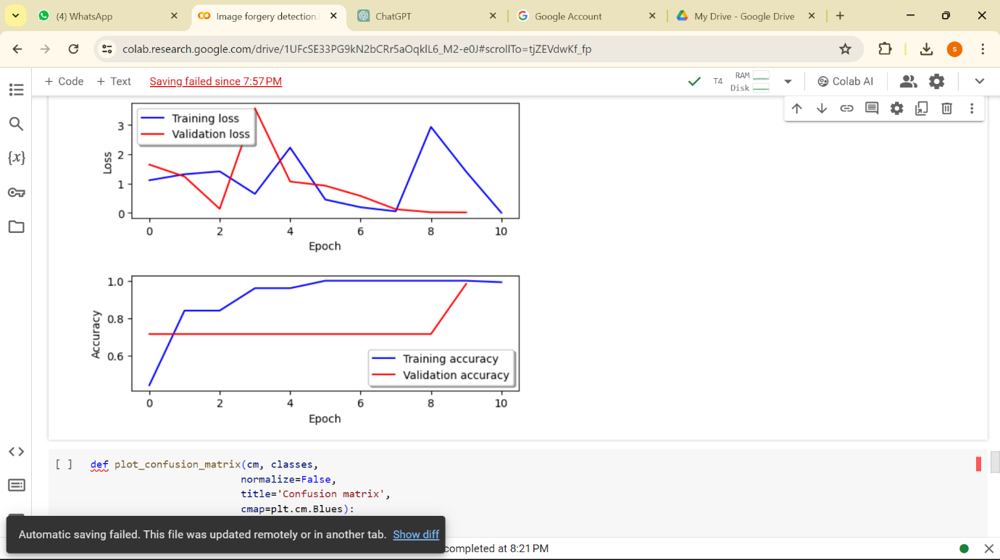 (4) WhatsApp
Image forgery detection.i
ChatGPT
Google Account
My Drive - Google Drive
colab.research.google.com/drive/1UFcSE33PG9kN2bCRr5aOqklL6_M2-e0J#scrollTo=tjZEVdwKf_fp
s
+ Code + Text Saving failed since 7:57 PM
T4 RAM Disk
Colab AI
{x}
Training loss
Validation loss
3
2
1
0
Loss
0 2 4 6 8 10
Epoch
1.0
0.8
0.6
Accuracy
Training accuracy
Validation accuracy
0 2 4 6 8 10
Epoch
[ ] def plot_confusion_matrix(cm, classes,
normalize=False,
title='Confusion matrix',
cmap=plt.cm.Blues):
Automatic saving failed. This file was updated remotely or in another tab. Show diff
completed at 8:21 PM